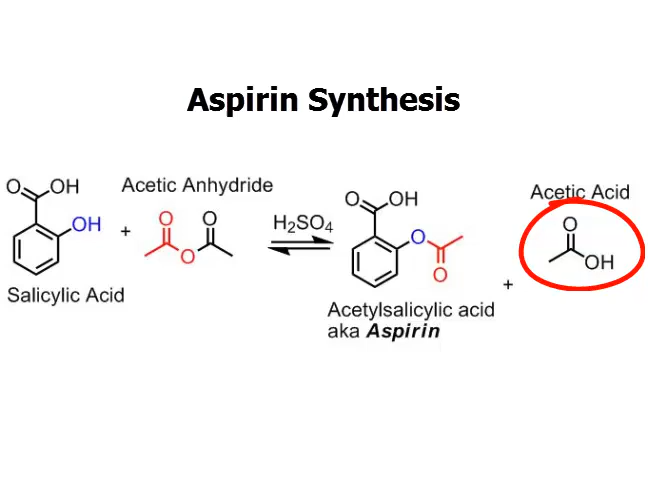 Aspirin Synthesis
Acetic Anhydride
Acetic Acid
O
OH
OH
Salicylic Acid
+
O
O
O
H₂SO₄
O
OH
O
O
Acetylsalicylic acid
aka Aspirin
+
O
OH